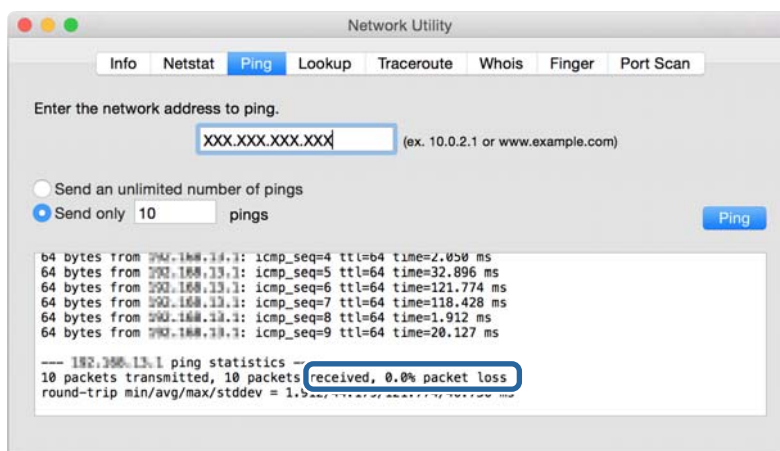 Network Utility
Info Netstat Ping Lookup Traceroute Whois Finger Port Scan
Enter the network address to ping.
XXX.XXX.XXX.XXX (ex. 10.0.2.1 or www.example.com)
Send an unlimited number of pings
Send only 10 pings
Ping
64 bytes from : icmp_seq=4 ttl=64 time=2.050 ms
64 bytes from : icmp_seq=5 ttl=64 time=32.896 ms
64 bytes from : icmp_seq=6 ttl=64 time=121.774 ms
64 bytes from : icmp_seq=7 ttl=64 time=118.428 ms
64 bytes from : icmp_seq=8 ttl=64 time=1.912 ms
64 bytes from : icmp_seq=9 ttl=64 time=20.127 ms
--- ping statistics --
10 packets transmitted, 10 packets received, 0.0% packet loss
round-trip min/avg/max/stddev = ms